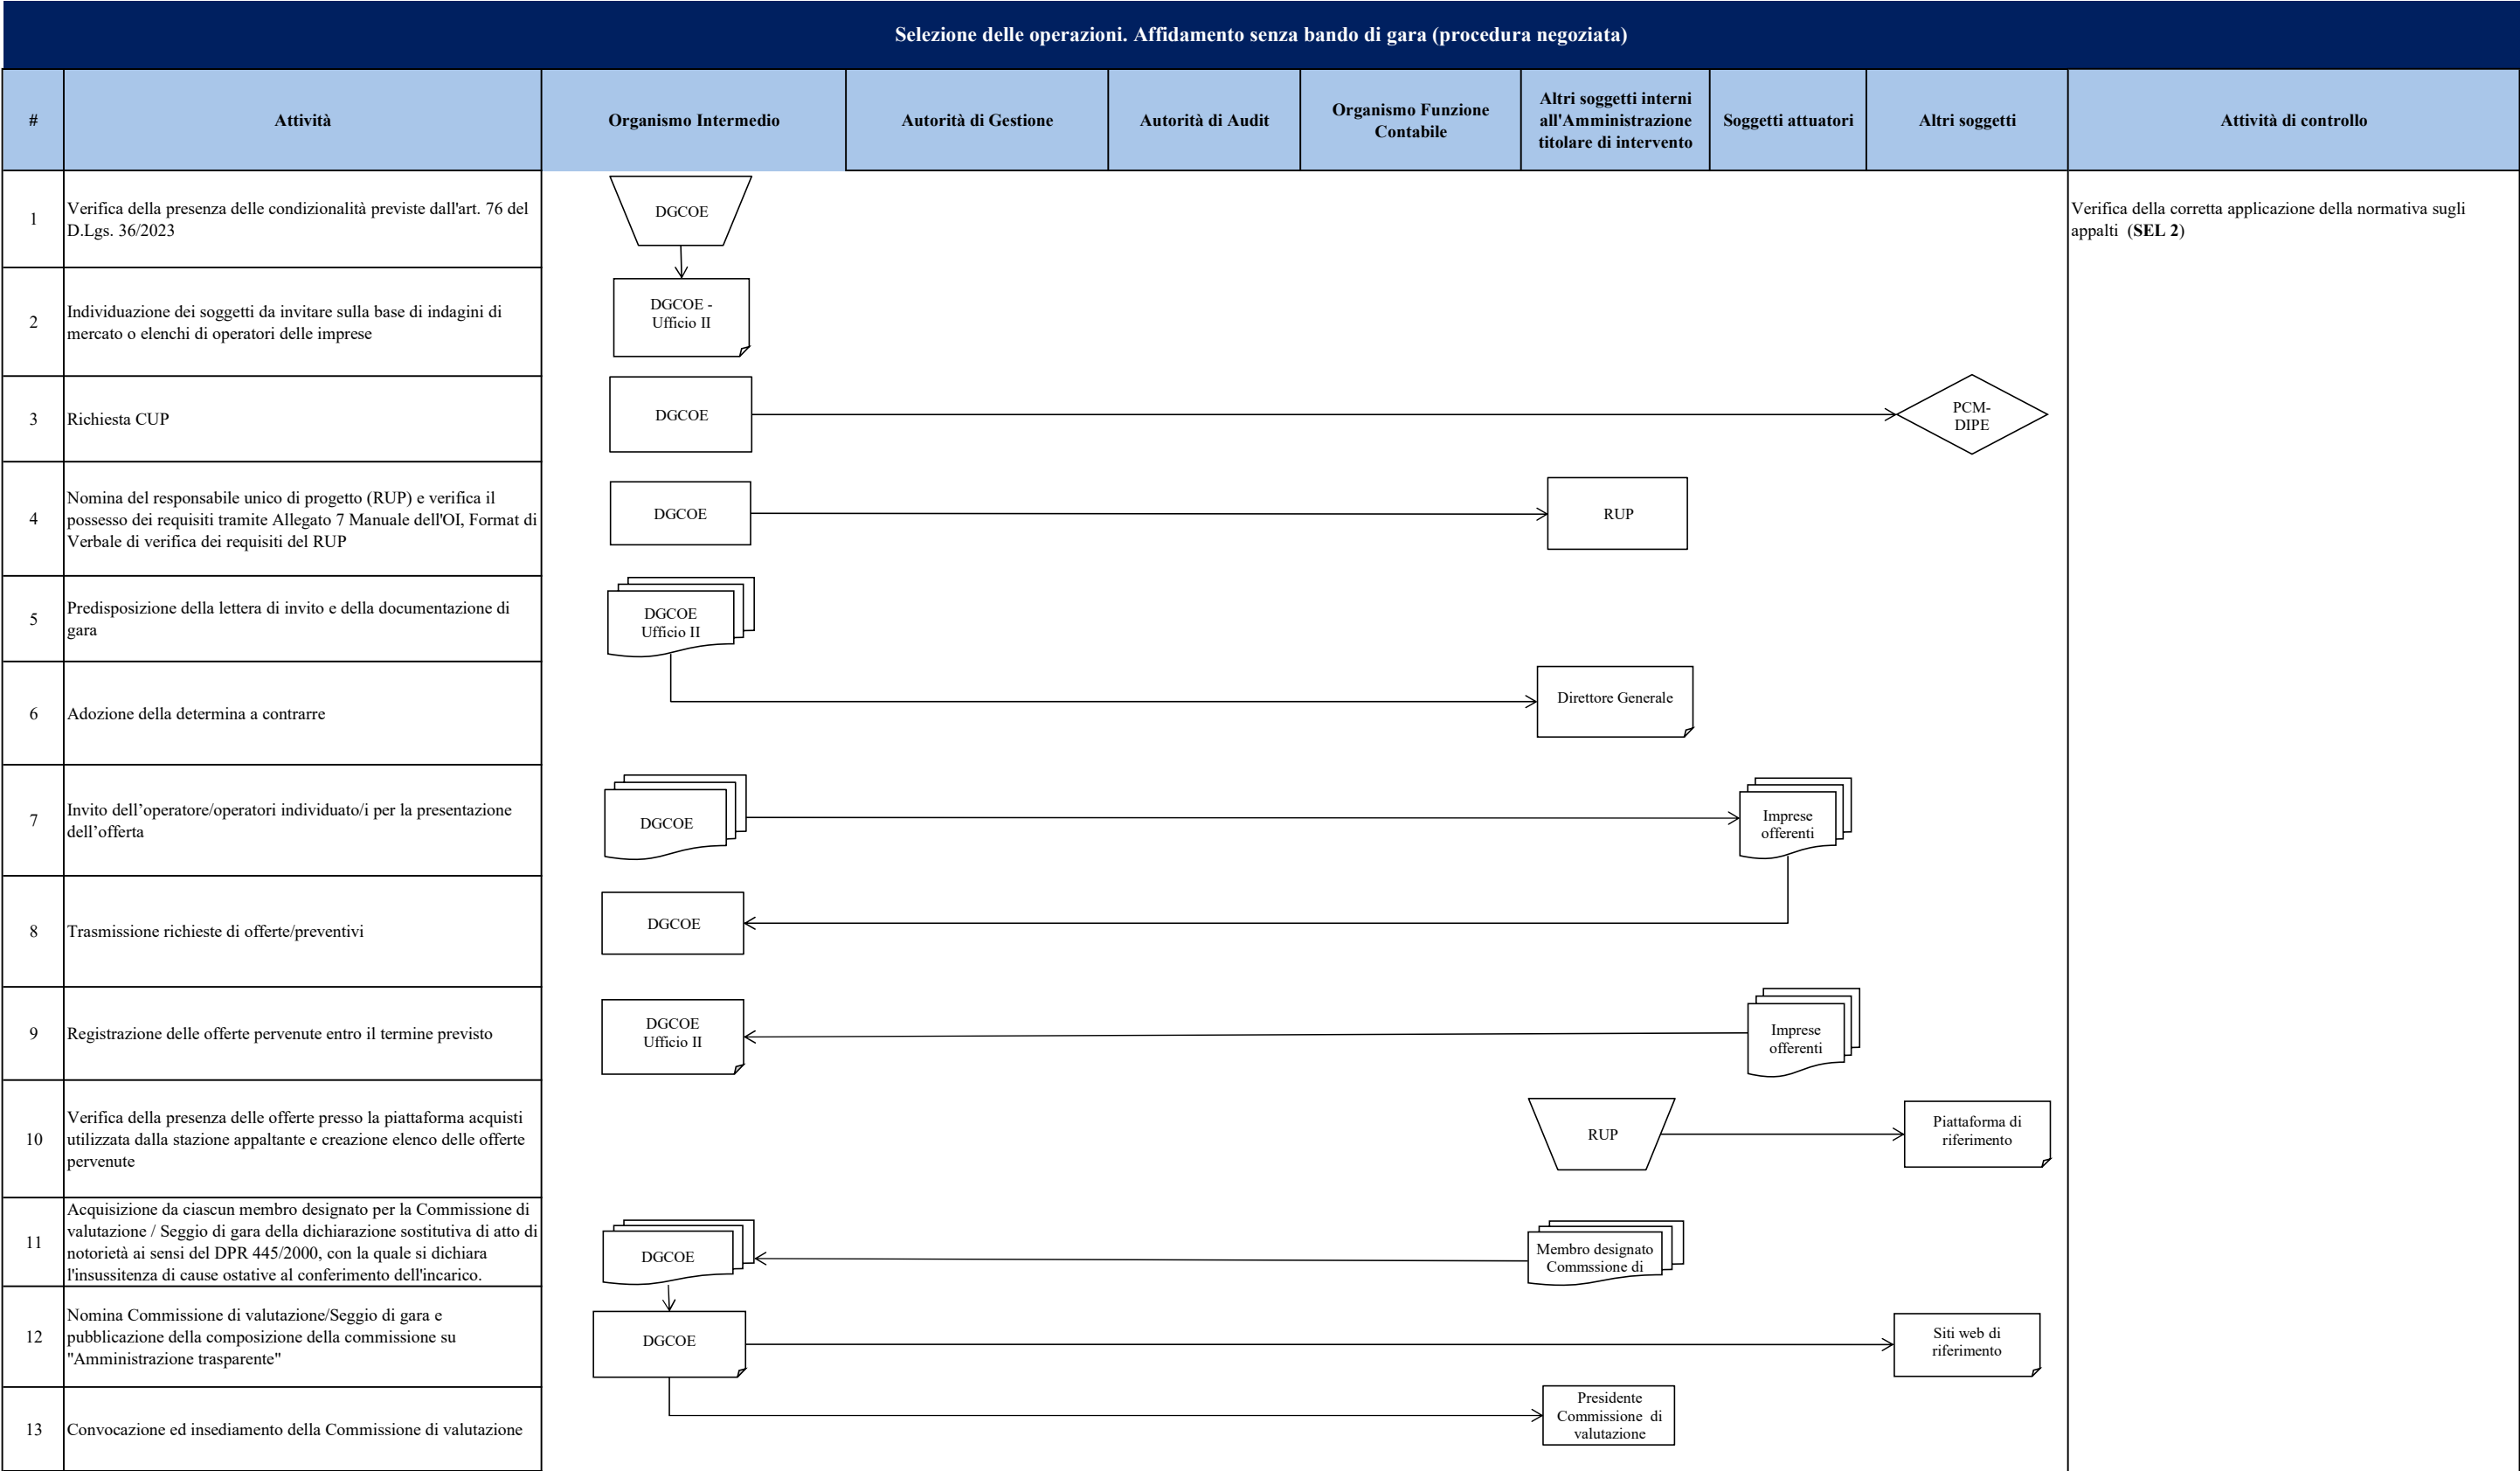 Selezione delle operazioni. Affidamento senza bando di gara (procedura negoziata)
#
Attività
Organismo Intermedio
Autorità di Gestione
Autorità di Audit
Organismo Funzione
Contabile
Altri soggetti interni
all'Amministrazione
titolare di intervento
Soggetti attuatori
Altri soggetti
Attività di controllo
1
Verifica della presenza delle condizionalità previste dall'art. 76 del
D.Lgs. 36/2023
DGCOE
Verifica della corretta applicazione della normativa sugli
appalti (SEL 2)
2
Individuazione dei soggetti da invitare sulla base di indagini di
mercato o elenchi di operatori delle imprese
DGCOE -
Ufficio II
3
Richiesta CUP
DGCOE
PCM-
DIPE
4
Nomina del responsabile unico di progetto (RUP) e verifica il
possesso dei requisiti tramite Allegato 7 Manuale dell'OI, Format di
Verbale di verifica dei requisiti del RUP
DGCOE
RUP
5
Predisposizione della lettera di invito e della documentazione di
gara
DGCOE
Ufficio II
6
Adozione della determina a contrarre
Direttore Generale
7
Invito dell’operatore/operatori individuato/i per la presentazione
dell’offerta
DGCOE
Imprese
offerenti
8
Trasmissione richieste di offerte/preventivi
DGCOE
9
Registrazione delle offerte pervenute entro il termine previsto
DGCOE
Ufficio II
Imprese
offerenti
10
Verifica della presenza delle offerte presso la piattaforma acquisti
utilizzata dalla stazione appaltante e creazione elenco delle offerte
pervenute
RUP
Piattaforma di
riferimento
11
Acquisizione da ciascun membro designato per la Commissione di
valutazione / Seggio di gara della dichiarazione sostitutiva di atto di
notorietà ai sensi del DPR 445/2000, con la quale si dichiara
l'insussitenza di cause ostative al conferimento dell'incarico.
DGCOE
Membro designato
Commssione di
12
Nomina Commissione di valutazione/Seggio di gara e
pubblicazione della composizione della commissione su
"Amministrazione trasparente"
DGCOE
Siti web di
riferimento
13
Convocazione ed insediamento della Commissione di valutazione
Presidente
Commissione di
valutazione